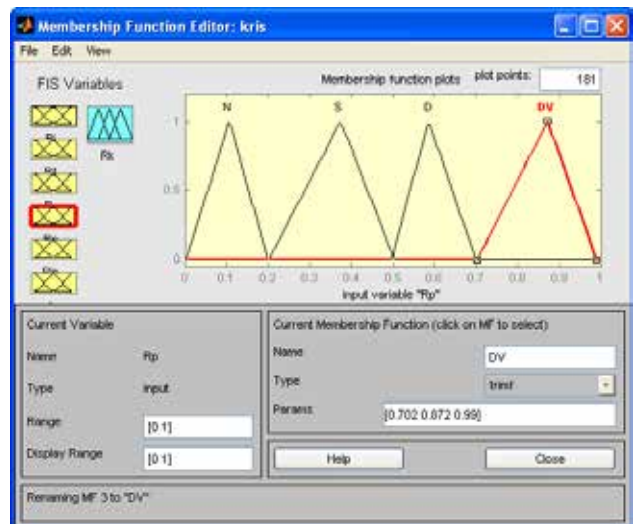 Membership Function Editor: kris
File Edit View
FIS Variables
Membership function plots
plot points:
181
Rx
N
S
D
DV
1
0.5
0
0 0.1 0.2 0.3 0.4 0.5 0.6 0.7 0.8 0.9 1
input variable "Rp"
Current Variable
Name Rp
Type input
Range [0 1]
Display Range [0 1]
Current Membership Function (click on MF to select)
Name DV
Type trimf
Params [0.702 0.872 0.99]
Help
Close
Renaming MF 3 to "DV"